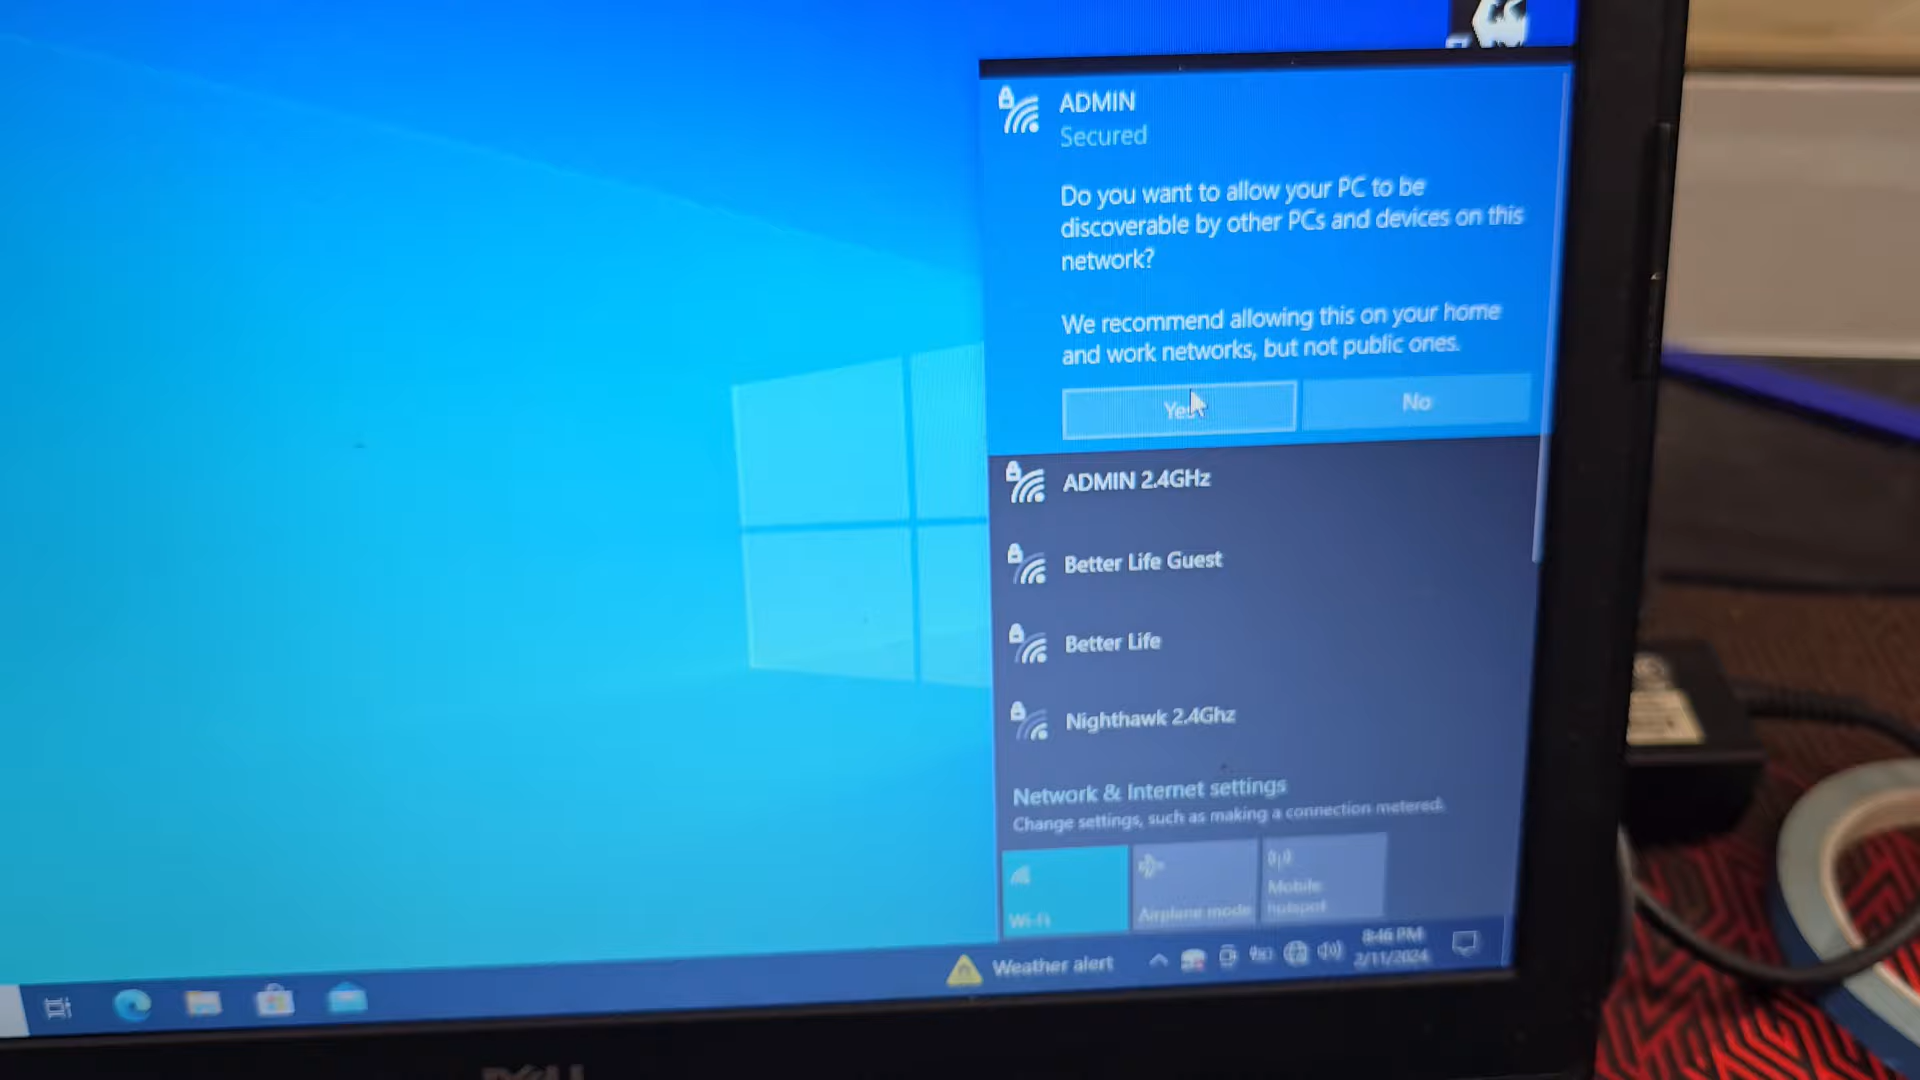 ADMIN
Secured
Do you want to allow your PC to be
discoverable by other PCs and devices on this
network?
We recommend allowing this on your home
and work networks, but not public ones.
Yes
No
ADMIN 2.4GHz
Better Life Guest
Better Life
Nighthawk 2.4Ghz
Network & Internet settings
Change settings, such as making a connection metered.
Wi-Fi
Airplane mode
Mobile
hotspot
Weather alert
8:46 PM
2/11/2024
DELL